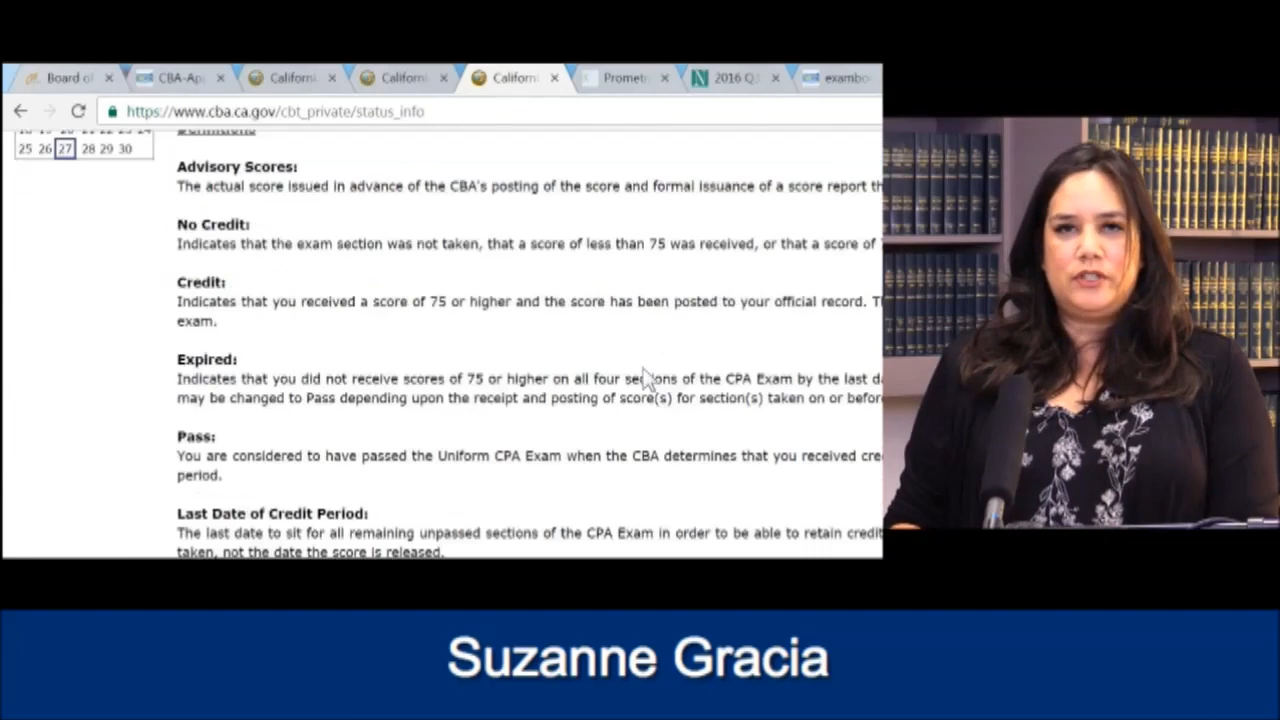 Board of
CBA-Ap
Californi
Californi
Californi
Prometr
2016 Q
exambo
https://www.cba.ca.gov/cbt_private/status_info
25 26 27 28 29 30
Advisory Scores:
The actual score issued in advance of the CBA's posting of the score and formal issuance of a score report th
No Credit:
Indicates that the exam section was not taken, that a score of less than 75 was received, or that a score of
Credit:
Indicates that you received a score of 75 or higher and the score has been posted to your official record. T
exam.
Expired:
Indicates that you did not receive scores of 75 or higher on all four sections of the CPA Exam by the last d
may be changed to Pass depending upon the receipt and posting of score(s) for section(s) taken on or befor
Pass:
You are considered to have passed the Uniform CPA Exam when the CBA determines that you received cre
period.
Last Date of Credit Period:
The last date to sit for all remaining unpassed sections of the CPA Exam in order to be able to retain credit
taken, not the date the score is released.
Suzanne Gracia